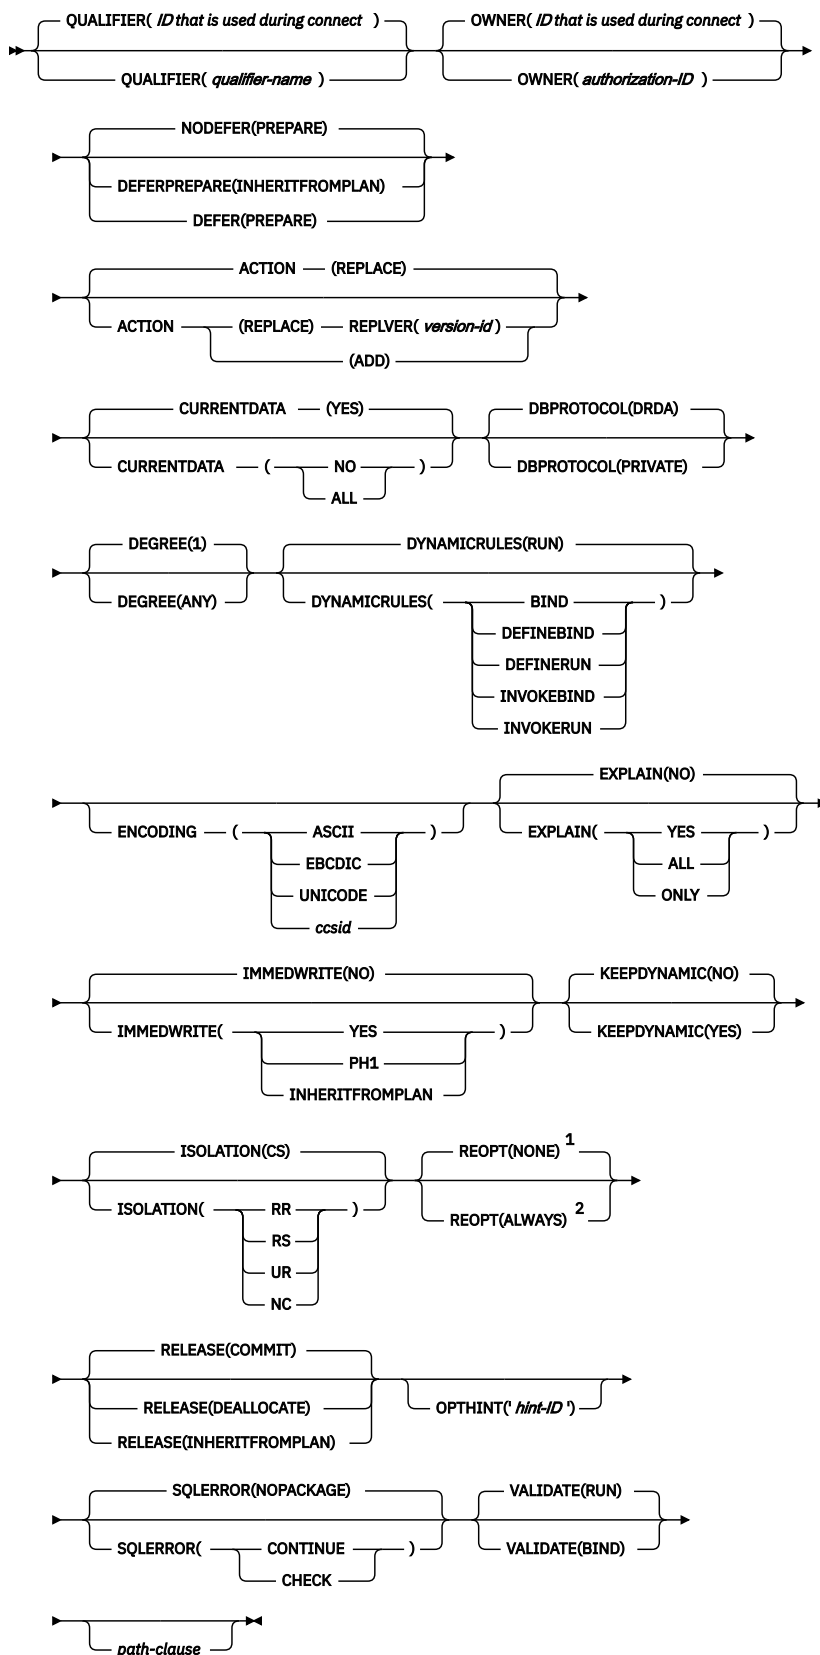 QUALIFIER( ID that is used during connect ) OWNER( ID that is used during connect )
QUALIFIER( qualifier-name ) OWNER( authorization-ID )
NODEFER(PREPARE)
DEFERPREPARE(INHERITFROMPLAN)
DEFER(PREPARE)
ACTION (REPLACE)
ACTION (REPLACE) REPLVER( version-id )
(ADD)
CURRENTDATA (YES) DBPROTOCOL(DRDA)
CURRENTDATA ( NO ) DBPROTOCOL(PRIVATE)
ALL
DEGREE(1) DYNAMICRULES(RUN)
DEGREE(ANY) DYNAMICRULES( BIND )
DEFINEBIND
DEFINERUN
INVOKEBIND
INVOKERUN
EXPLAIN(NO)
ENCODING ( ASCII ) EXPLAIN( YES )
EBCDIC ALL
UNICODE ONLY
ccsid
IMMEDWRITE(NO) KEEPDYNAMIC(NO)
IMMEDWRITE( YES ) KEEPDYNAMIC(YES)
PH1
INHERITFROMPLAN
ISOLATION(CS) REOPT(NONE) 1
ISOLATION( RR ) REOPT(ALWAYS) 2
RS
UR
NC
RELEASE(COMMIT)
RELEASE(DEALLOCATE) OPTHINT(' hint-ID ')
RELEASE(INHERITFROMPLAN)
SQLERROR(NOPACKAGE) VALIDATE(RUN)
SQLERROR( CONTINUE ) VALIDATE(BIND)
CHECK
path-clause